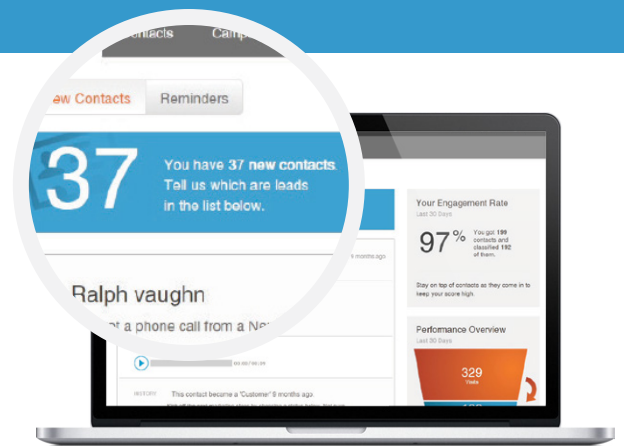 ontacts Camp
ew Contacts Reminders
37
You have 37 new contacts.
Tell us which are leads
in the list below.
9 months ago
Ralph vaughn
t a phone call from a Ne
This contact became a "Customer" 9 months ago
Your Engagement Rate
Last 30 Days
97%
You got 199
contacts and
classified 192
of them.
Stay on top of contacts as they come in to
keep your score high.
Performance Overview
Last 30 Days
329
Visits